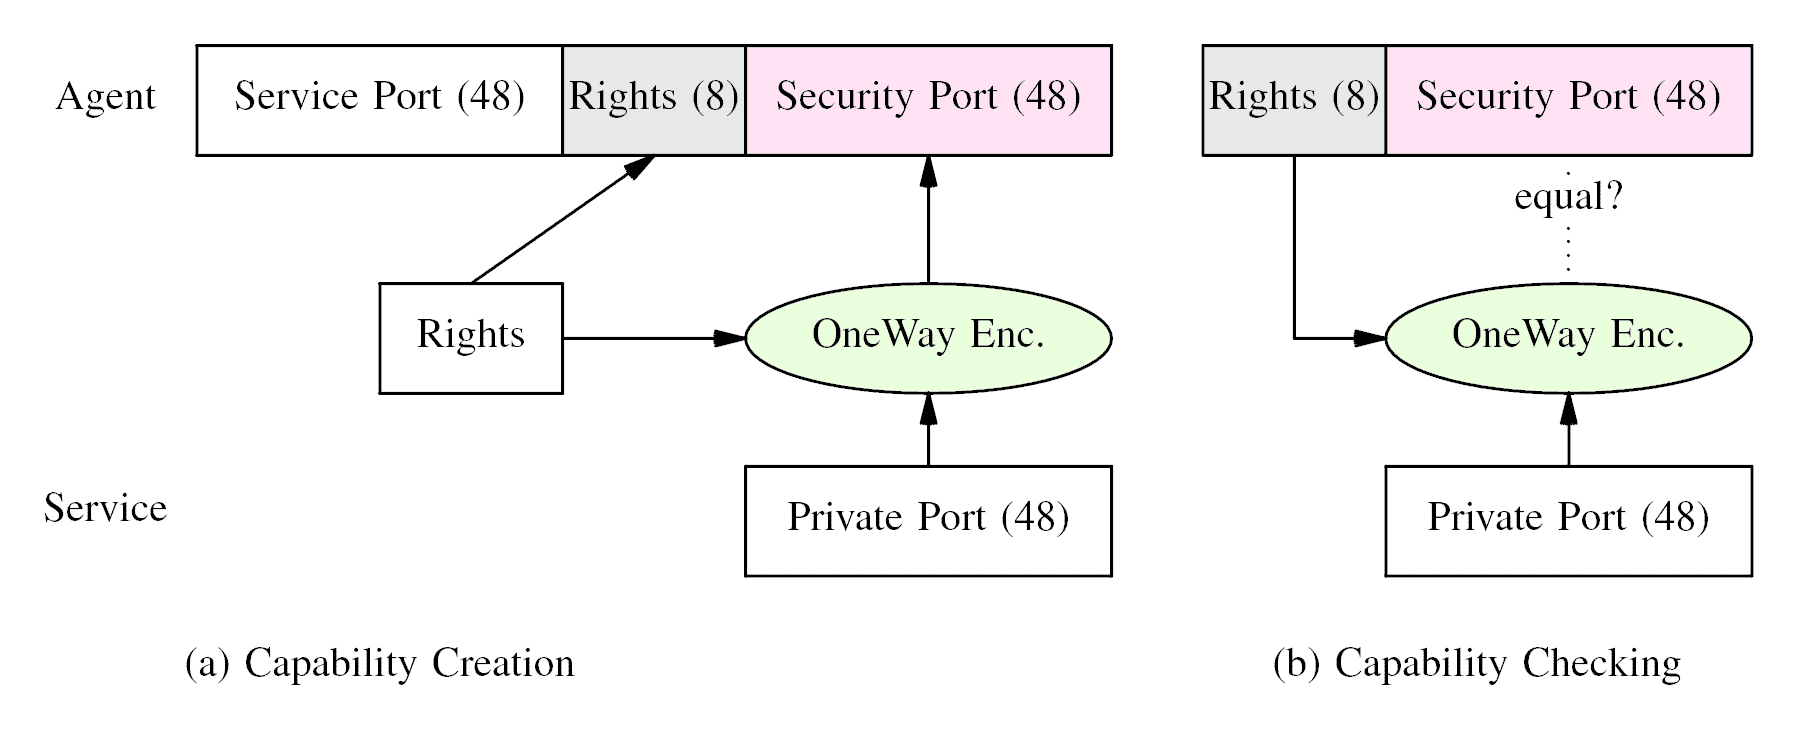 Agent
Service Port (48)
Rights (8)
Security Port (48)
Rights
OneWay Enc.
Service
Private Port (48)
(a) Capability Creation
Rights (8)
Security Port (48)
equal?
OneWay Enc.
Private Port (48)
(b) Capability Checking